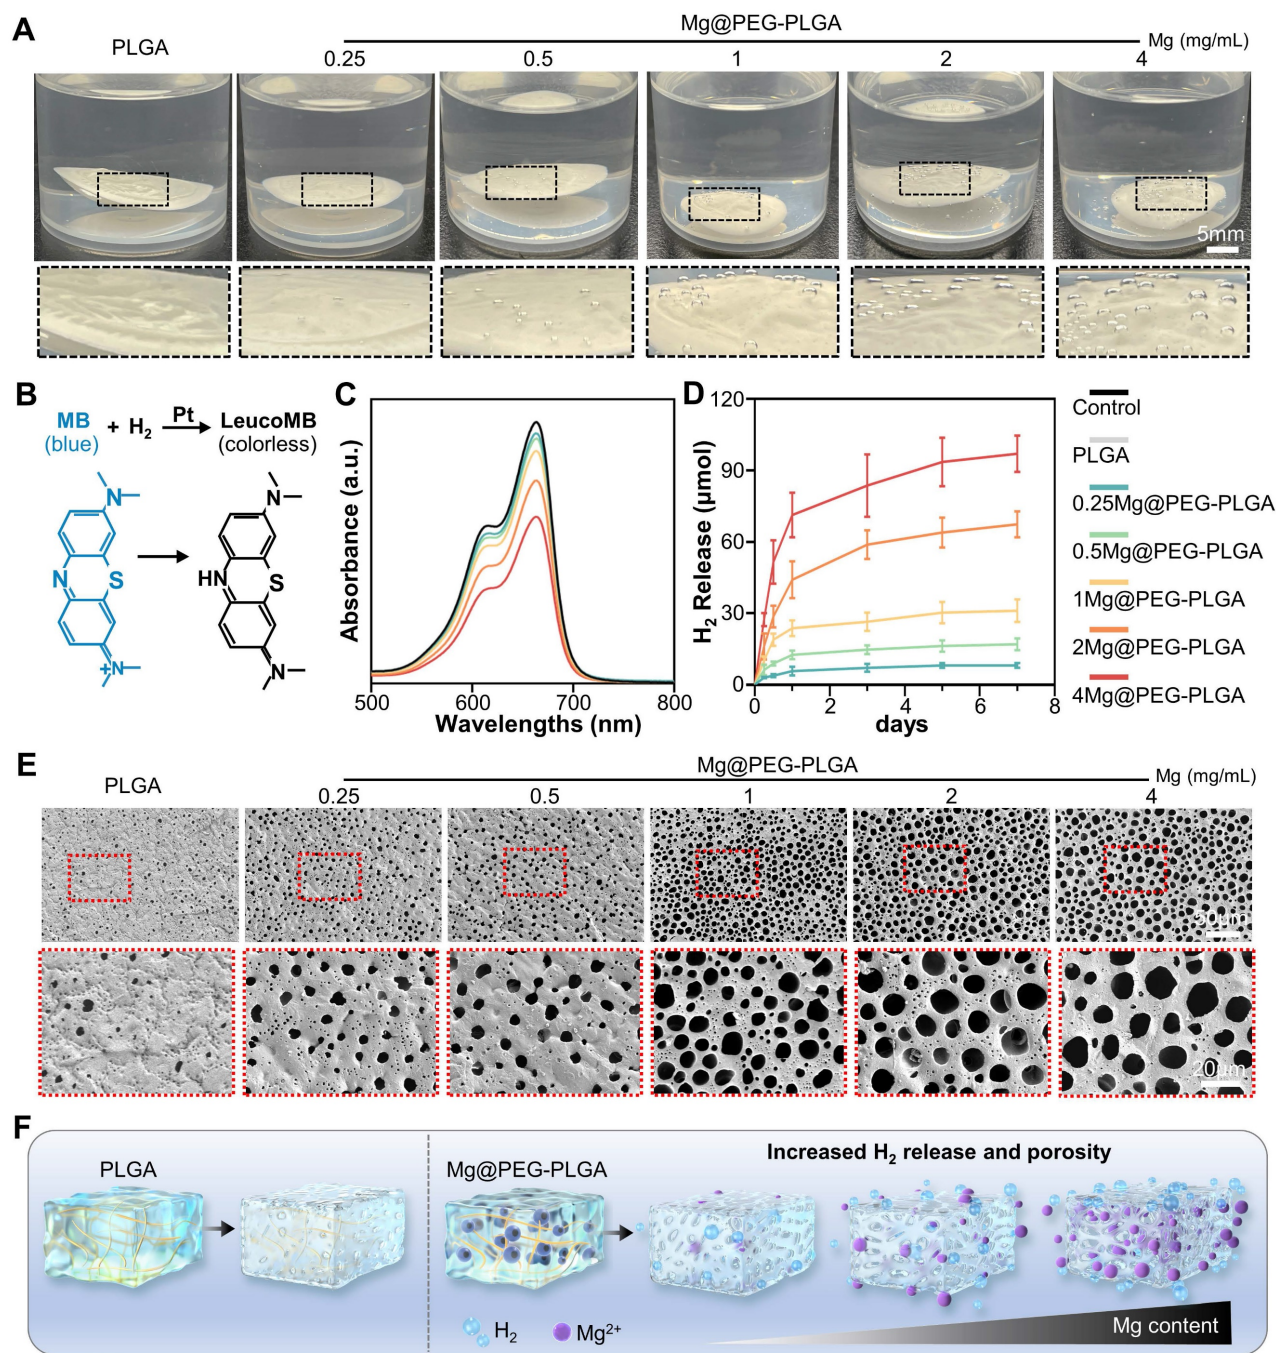 A
Mg@PEG-PLGA
PLGA
Mg (mg/mL)
0.25
0.5
1
2
4
5mm
B
MB + H2 Pt LeucoMB
(blue) (colorless)
N
N
S
N
+
N
HN
S
N
C
Absorbance (a.u.)
500
600
700
800
Wavelengths (nm)
D
H2 Release (μmol)
120
90
60
30
0
0
2
4
6
8
days
Control
PLGA
0.25Mg@PEG-PLGA
0.5Mg@PEG-PLGA
1Mg@PEG-PLGA
2Mg@PEG-PLGA
4Mg@PEG-PLGA
E
Mg@PEG-PLGA
PLGA
Mg (mg/mL)
0.25
0.5
1
2
4
50μm
20μm
F
Increased H2 release and porosity
PLGA
Mg@PEG-PLGA
H2
Mg2+
Mg content